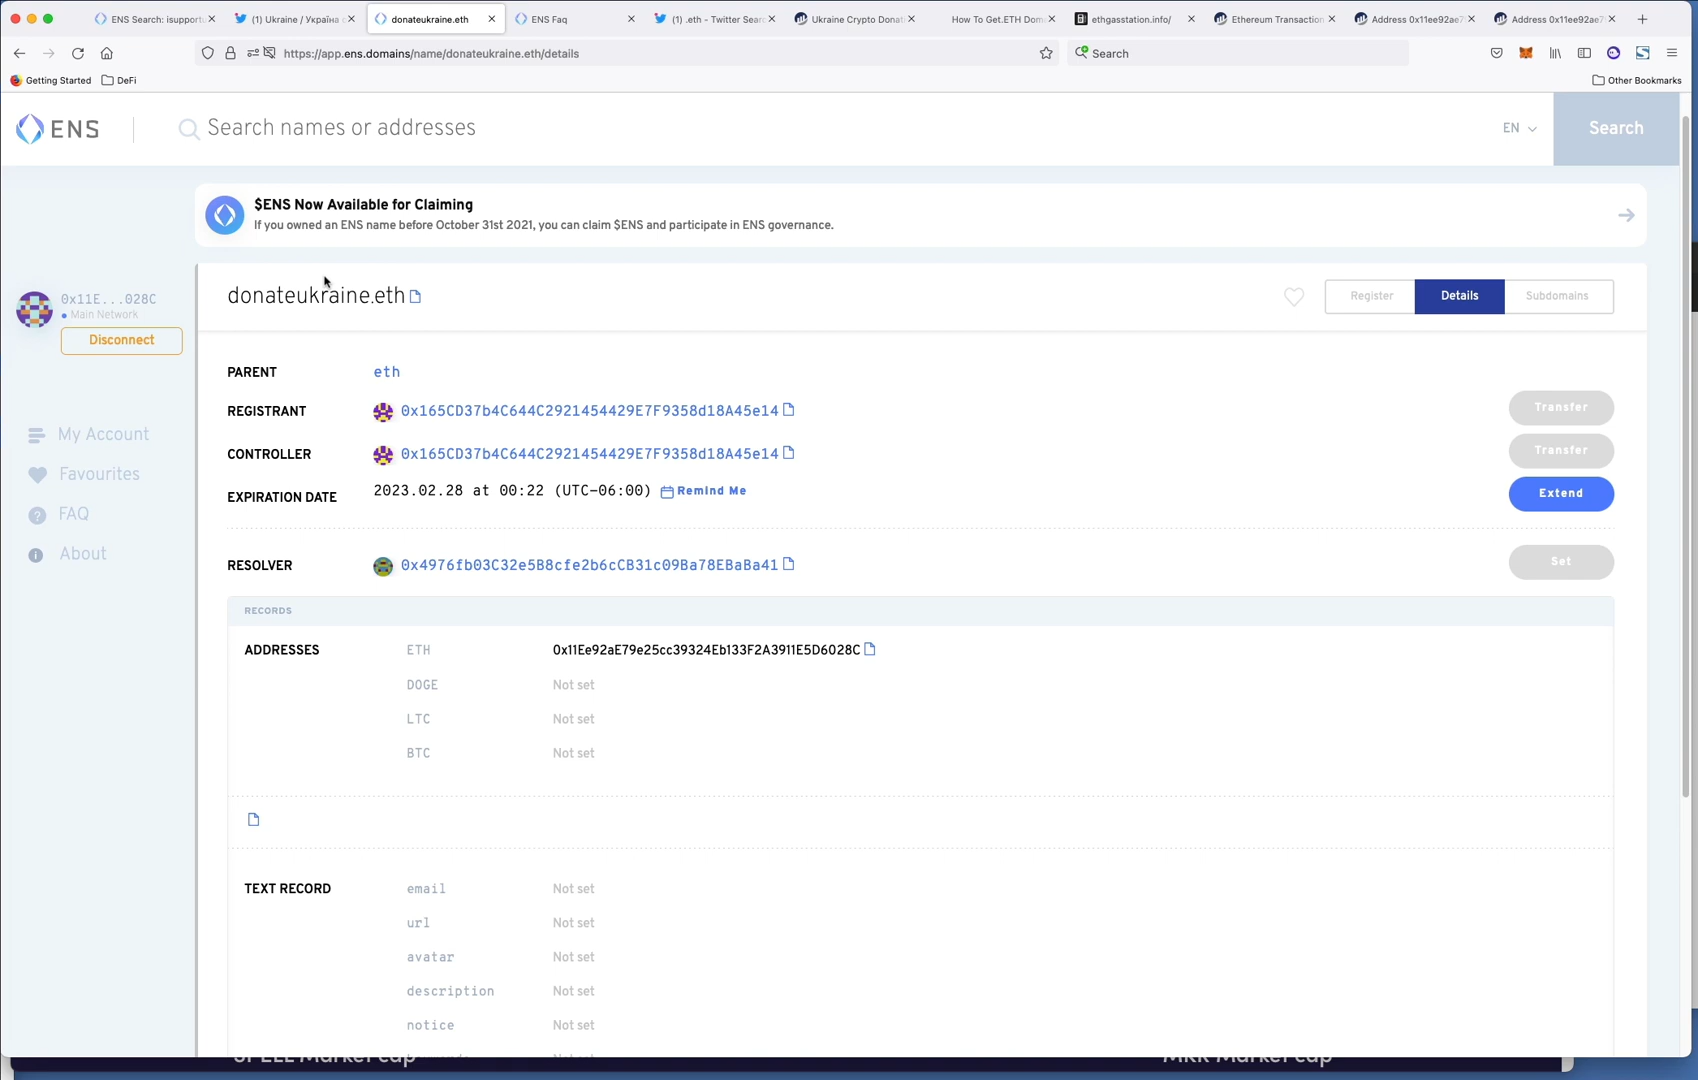 ENS Search: isupport
(1) Ukraine / Україна
donateukraine.eth
ENS Faq
(1) .eth - Twitter Sear
Ukraine Crypto Donati
How To Get.ETH Dom
ethgasstation.info/
Ethereum Transaction
Address 0x11ee92ae7
Address 0x11ee92ae7
https://app.ens.domains/name/donateukraine.eth/details
Search
Getting Started
DeFi
Other Bookmarks
ENS
Search names or addresses
EN
Search
$ENS Now Available for Claiming
If you owned an ENS name before October 31st 2021, you can claim $ENS and participate in ENS governance.
0x11E...028C
Main Network
Disconnect
My Account
Favourites
FAQ
About
donateukraine.eth
Register
Details
Subdomains
PARENT eth
REGISTRANT 0x165CD37b4C644C2921454429E7F9358d18A45e14 Transfer
CONTROLLER 0x165CD37b4C644C2921454429E7F9358d18A45e14 Transfer
EXPIRATION DATE 2023.02.28 at 00:22 (UTC-06:00) Remind Me Extend
RESOLVER 0x4976fb03C32e5B8cfe2b6cCB31c09Ba78EBaBa41 Set
RECORDS
ADDRESSES ETH 0x11Ee92aE79e25cc39324Eb133F2A3911E5D6028C
DOGE Not set
LTC Not set
BTC Not set
TEXT RECORD email Not set
url Not set
avatar Not set
description Not set
notice Not set
SPELL Market cap
MKR Market cap